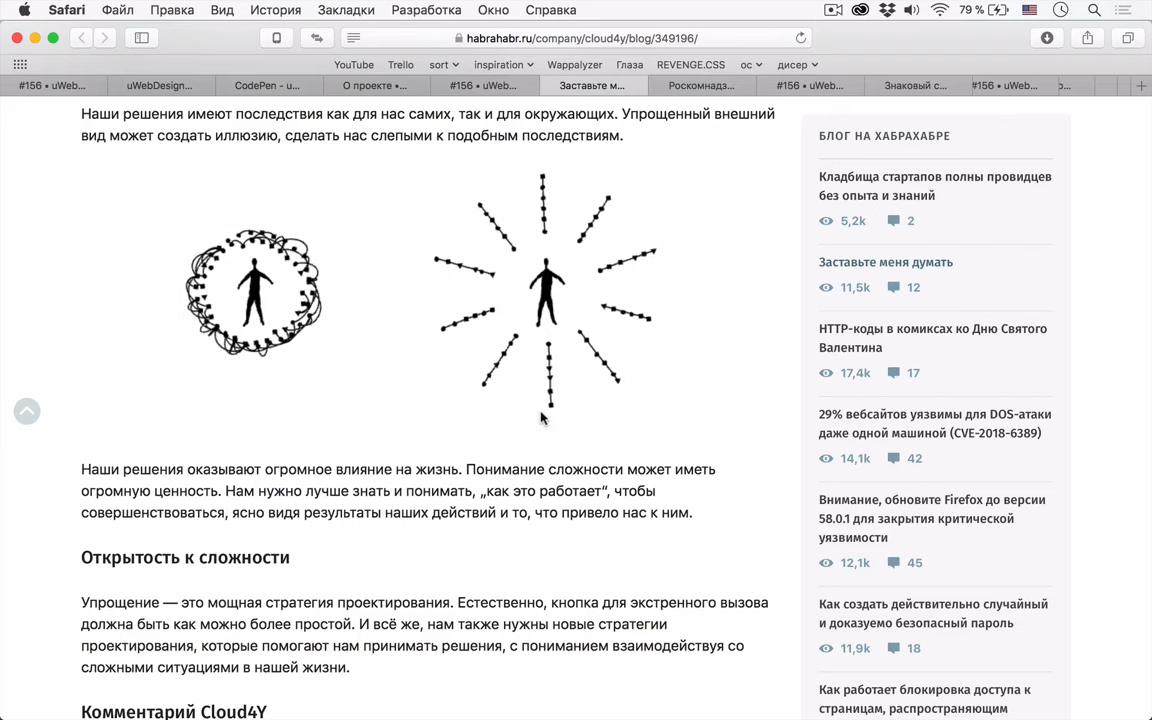 Safari Файл Правка Вид История Закладки Разработка Окно Справка 79 %
habrahabr.ru/company/cloud4y/blog/349196/
YouTube Trello sort inspiration Wappalyzer Глаза REVENGE.CSS ос дисер
#156 • uWeb... uWebDesign... CodePen - u... О проекте •... #156 • uWeb... Заставьте м... Роскомнадз... #156 • uWeb... Знаковый с... #156 • uWeb...
Наши решения имеют последствия как для нас самих, так и для окружающих. Упрощенный внешний
вид может создать иллюзию, сделать нас слепыми к подобным последствиям.
Наши решения оказывают огромное влияние на жизнь. Понимание сложности может иметь
огромную ценность. Нам нужно лучше знать и понимать, „как это работает“, чтобы
совершенствоваться, ясно видя результаты наших действий и то, что привело нас к ним.
Открытость к сложности
Упрощение — это мощная стратегия проектирования. Естественно, кнопка для экстренного вызова
должна быть как можно более простой. И всё же, нам также нужны новые стратегии
проектирования, которые помогают нам принимать решения, с пониманием взаимодействуя со
сложными ситуациями в нашей жизни.
Комментарий Cloud4Y
БЛОГ НА ХАБРАХАБРЕ
Кладбища стартапов полны провидцев
без опыта и знаний
5,2k 2
Заставьте меня думать
11,5k 12
HTTP-коды в комиксах ко Дню Святого
Валентина
17,4k 17
29% вебсайтов уязвимы для DOS-атаки
даже одной машиной (CVE-2018-6389)
14,1k 42
Внимание, обновите Firefox до версии
58.0.1 для закрытия критической
уязвимости
12,1k 45
Как создать действительно случайный
и доказуемо безопасный пароль
11,9k 18
Как работает блокировка доступа к
страницам, распространяющим